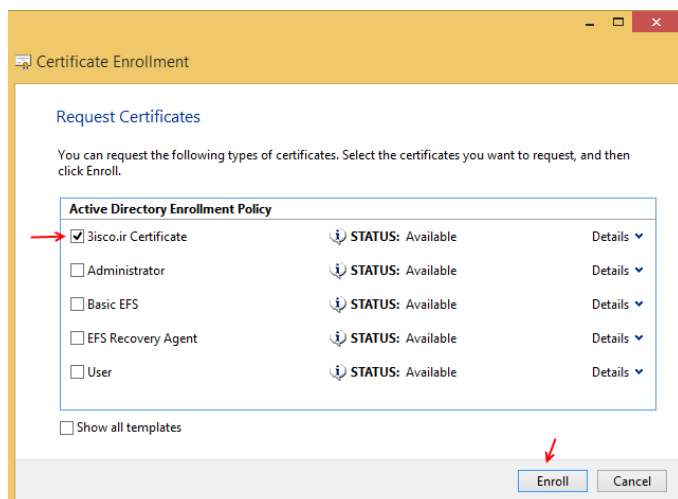 Certificate Enrollment
Request Certificates
You can request the following types of certificates. Select the certificates you want to request, and then
click Enroll.
Active Directory Enrollment Policy
3isco.ir Certificate STATUS: Available Details
Administrator STATUS: Available Details
Basic EFS STATUS: Available Details
EFS Recovery Agent STATUS: Available Details
User STATUS: Available Details
Show all templates
Enroll Cancel